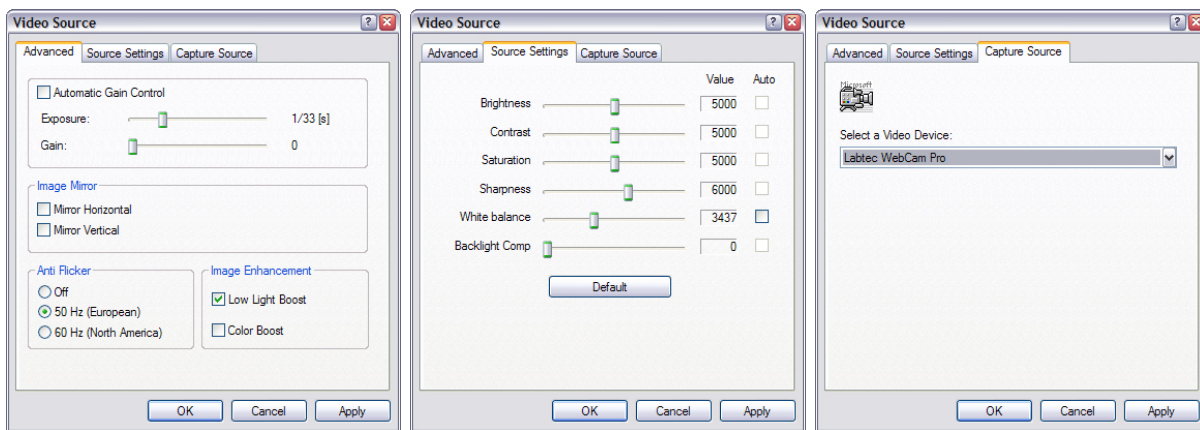 Video Source
Advanced Source Settings Capture Source
Automatic Gain Control
Exposure: 1/33 [s]
Gain: 0
Image Mirror
Mirror Horizontal
Mirror Vertical
Anti Flicker
Off
50 Hz (European)
60 Hz (North America)
Image Enhancement
Low Light Boost
Color Boost
OK Cancel Apply
Video Source
Advanced Source Settings Capture Source
Value Auto
Brightness 5000
Contrast 5000
Saturation 5000
Sharpness 6000
White balance 3437
Backlight Comp 0
Default
OK Cancel Apply
Video Source
Advanced Source Settings Capture Source
Microsoft
Select a Video Device:
Labtec WebCam Pro
OK Cancel Apply